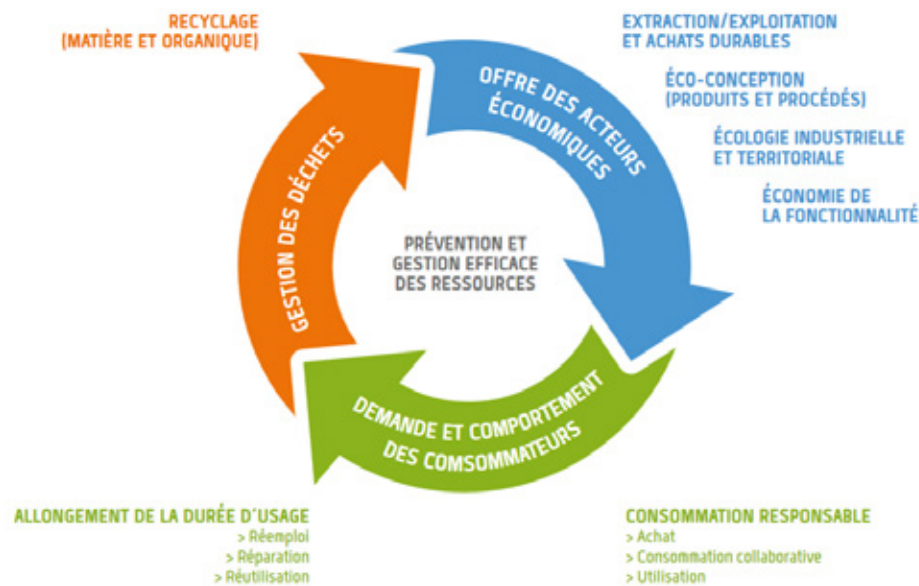 RECYCLAGE
(MATIÈRE ET ORGANIQUE)
EXTRACTION/EXPLOITATION
ET ACHATS DURABLES
ÉCO-CONCEPTION
(PRODUITS ET PROCÉDÉS)
ÉCOLOGIE INDUSTRIELLE
ET TERRITORIALE
ÉCONOMIE DE
LA FONCTIONNALITÉ
OFFRE DES ACTEURS
ÉCONOMIQUES
GESTION DES DÉCHETS
PRÉVENTION ET
GESTION EFFICACE
DES RESSOURCES
DEMANDE ET COMPORTEMENT
DES COMSOMMATEURS
ALLONGEMENT DE LA DURÉE D'USAGE
> Réemploi
> Réparation
> Réutilisation
CONSOMMATION RESPONSABLE
> Achat
> Consommation collaborative
> Utilisation